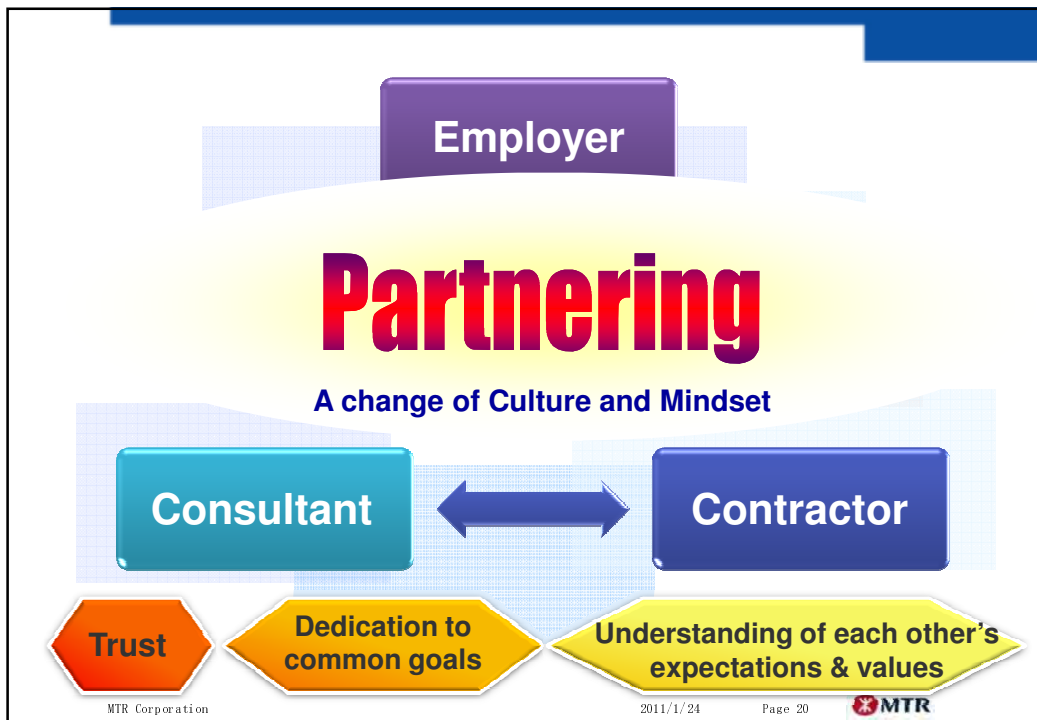 Employer
Partnering
A change of Culture and Mindset
Consultant
Contractor
Trust
Dedication to
common goals
Understanding of each other's
expectations & values
MTR Corporation
2011/1/24
Page 20
MTR